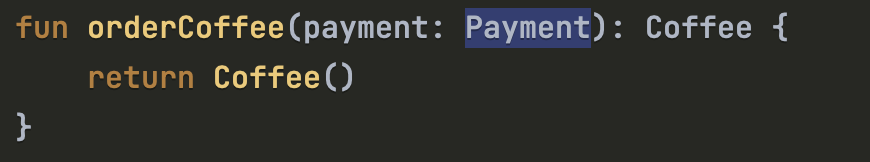 fun orderCoffee(payment: Payment): Coffee {
    return Coffee()
}